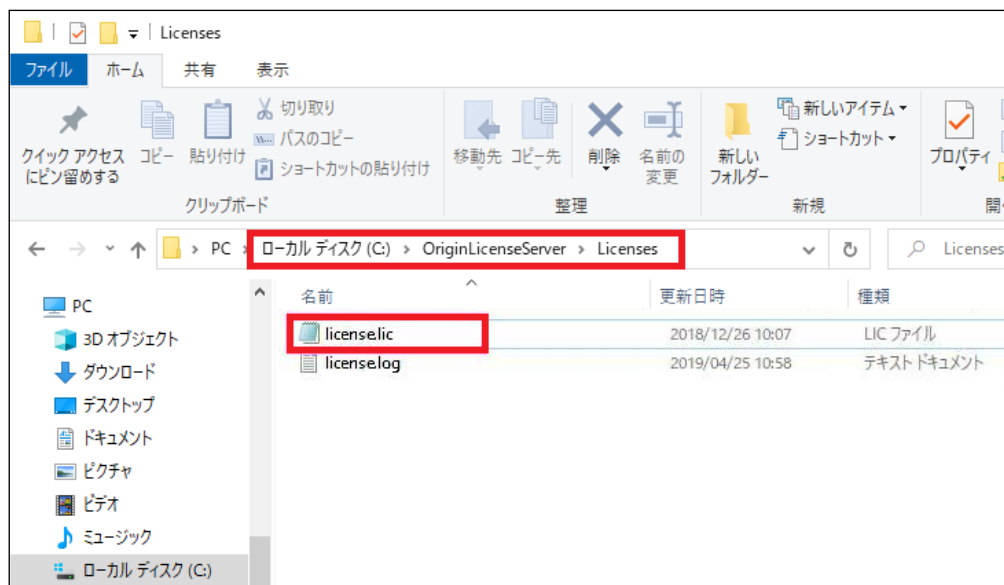 Licenses
ファイル ホーム 共有 表示
クイック アクセス
にピン留めする
コピー
貼り付け
切り取り
パスのコピー
ショートカットの貼り付け
クリップボード
移動先
コピー先
削除
名前の
変更
整理
新しい
フォルダー
新しいアイテム
ショートカット
新規
プロパティ
開
PC ローカル ディスク (C:) OriginLicenseServer Licenses
Licenses
名前 更新日時 種類
license.lic 2018/12/26 10:07 LIC ファイル
license.log 2019/04/25 10:58 テキスト ドキュメント
PC
3D オブジェクト
ダウンロード
デスクトップ
ドキュメント
ピクチャ
ビデオ
ミュージック
ローカル ディスク (C:)